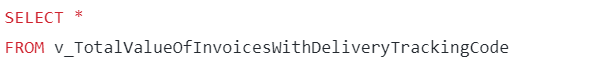 SELECT *
FROM v_TotalValueOfInvoicesWithDeliveryTrackingCode